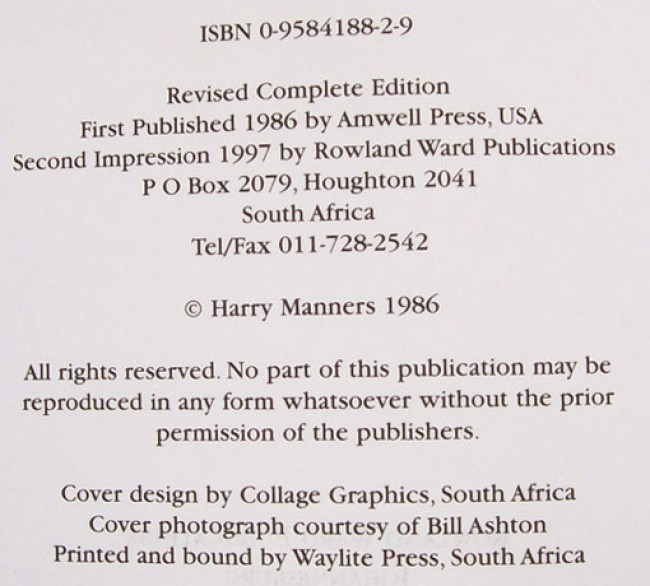 ISBN 0-9584188-2-9
Revised Complete Edition
First Published 1986 by Amwell Press, USA
Second Impression 1997 by Rowland Ward Publications
P O Box 2079, Houghton 2041
South Africa
Tel/Fax 011-728-2542
© Harry Manners 1986
All rights reserved. No part of this publication may be
reproduced in any form whatsoever without the prior
permission of the publishers.
Cover design by Collage Graphics, South Africa
Cover photograph courtesy of Bill Ashton
Printed and bound by Waylite Press, South Africa